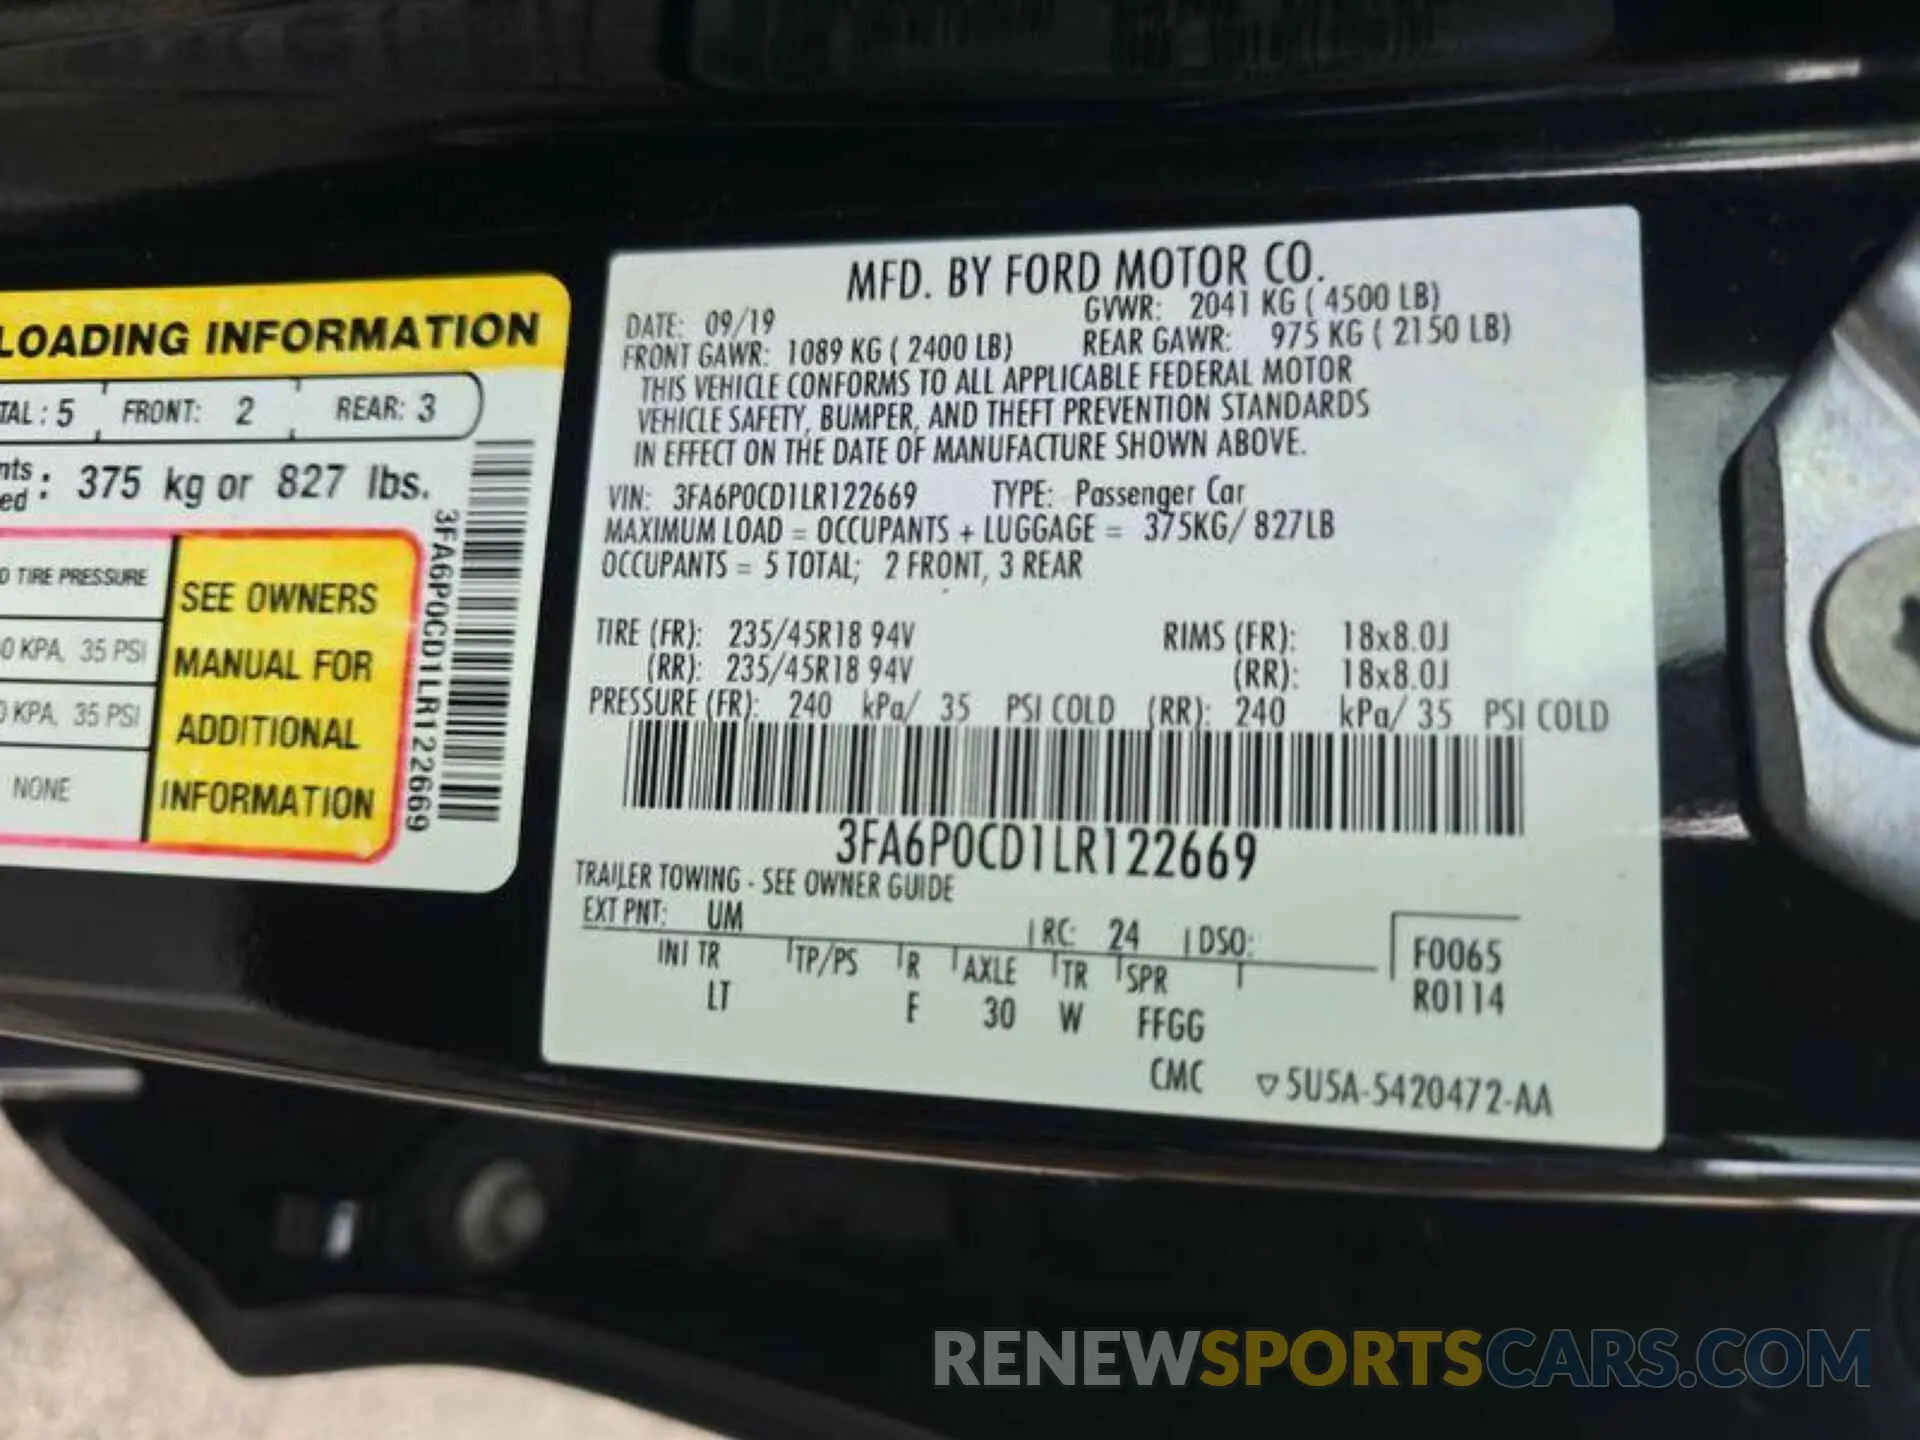 LOADING INFORMATION
TAL : 5 FRONT: 2 REAR: 3
nts
ed : 375 kg or 827 lbs.
D TIRE PRESSURE
0 KPA, 35 PSI
0 KPA, 35 PSI
NONE
SEE OWNERS
MANUAL FOR
ADDITIONAL
INFORMATION
3FA6P0CD1LR122669
MFD. BY FORD MOTOR CO.
DATE: 09/19 GVWR: 2041 KG ( 4500 LB)
FRONT GAWR: 1089 KG ( 2400 LB) REAR GAWR: 975 KG ( 2150 LB)
THIS VEHICLE CONFORMS TO ALL APPLICABLE FEDERAL MOTOR
VEHICLE SAFETY, BUMPER, AND THEFT PREVENTION STANDARDS
IN EFFECT ON THE DATE OF MANUFACTURE SHOWN ABOVE.
VIN: 3FA6P0CD1LR122669 TYPE: Passenger Car
MAXIMUM LOAD = OCCUPANTS + LUGGAGE = 375KG/ 827LB
OCCUPANTS = 5 TOTAL; 2 FRONT, 3 REAR
TIRE (FR): 235/45R18 94V RIMS (FR): 18x8.0J
(RR): 235/45R18 94V (RR): 18x8.0J
PRESSURE (FR): 240 kPa/ 35 PSI COLD (RR): 240 kPa/ 35 PSI COLD
3FA6P0CD1LR122669
TRAILER TOWING - SEE OWNER GUIDE
EXT PNT: UM RC: 24 DSO:
INT TR TP/PS R AXLE TR SPR
LT F 30 W FFGG
F0065
R0114
CMC ▽5U5A-5420472-AA
RENEWSPORTSCARS.COM